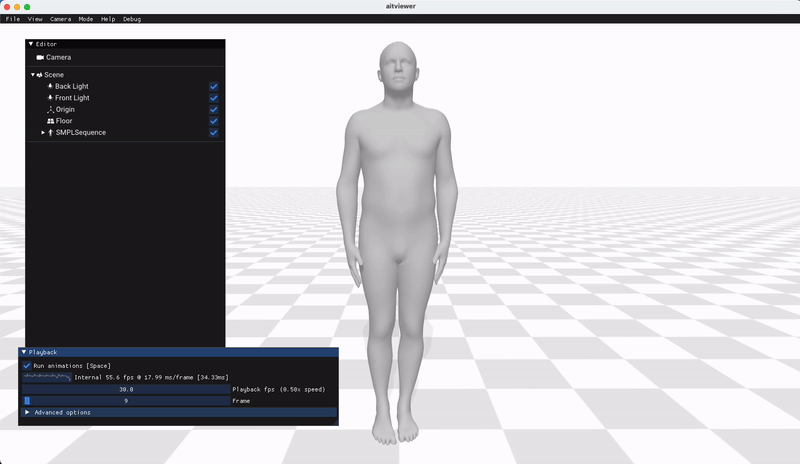 aitviewer
File View Camera Mode Help Debug
Editor
Camera
Scene
Back Light
Front Light
Origin
Floor
SMPLSequence
Playback
Run animations [Space]
Internal 55.6 fps @ 17.99 ms/frame [34.33ms]
30.0 Playback fps (0.50x speed)
9 Frame
Advanced options